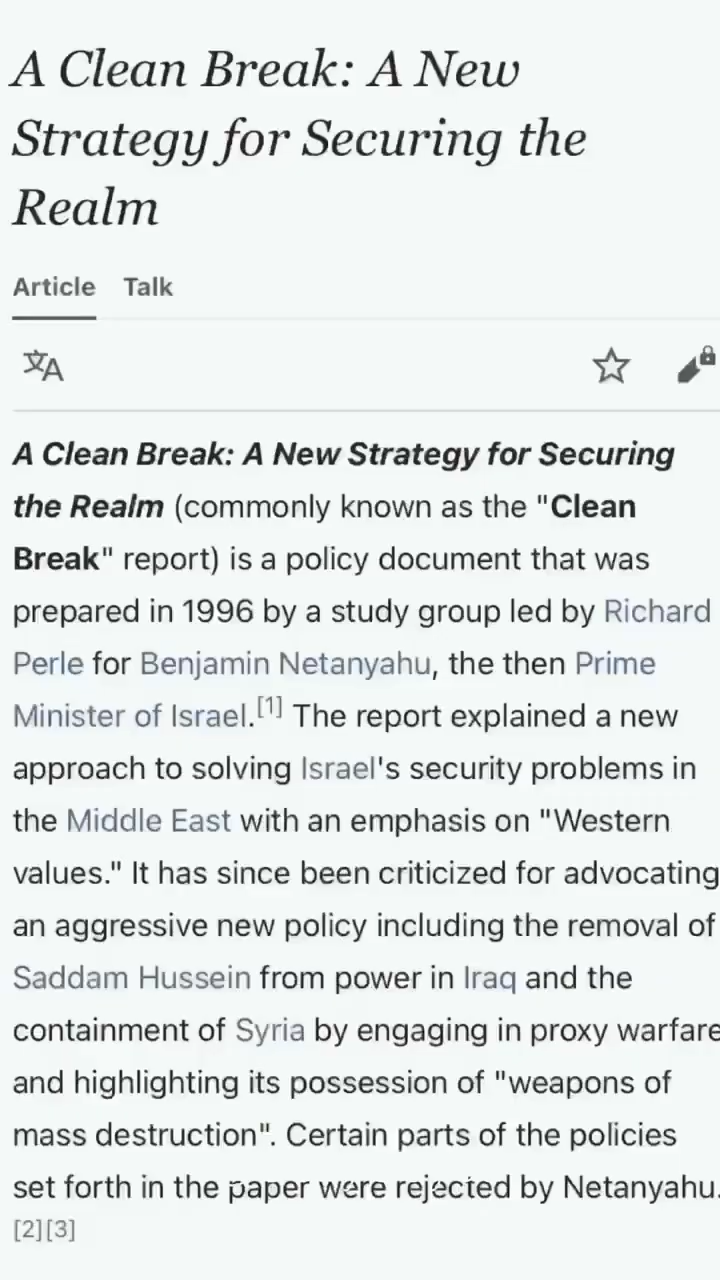 A Clean Break: A New
Strategy for Securing the
Realm
Article Talk
文A
A Clean Break: A New Strategy for Securing
the Realm (commonly known as the "Clean
Break" report) is a policy document that was
prepared in 1996 by a study group led by Richard
Perle for Benjamin Netanyahu, the then Prime
Minister of Israel.[1] The report explained a new
approach to solving Israel's security problems in
the Middle East with an emphasis on "Western
values." It has since been criticized for advocating
an aggressive new policy including the removal of
Saddam Hussein from power in Iraq and the
containment of Syria by engaging in proxy warfare
and highlighting its possession of "weapons of
mass destruction". Certain parts of the policies
set forth in the paper were rejected by Netanyahu.
[2][3]